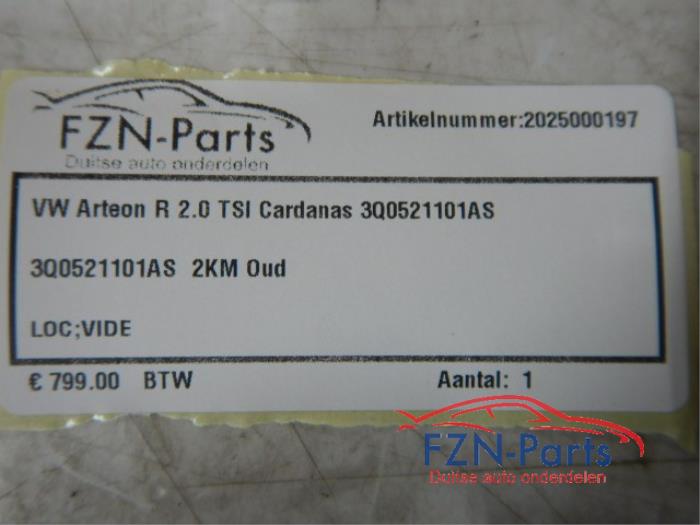 FZN-Parts
Duitse auto onderdelen
Artikelnummer:2025000197
VW Arteon R 2.0 TSI Cardanas 3Q0521101AS
3Q0521101AS 2KM Oud
LOC;VIDE
€ 799.00 BTW
Aantal: 1
FZN-Parts
Duitse auto onderdelen